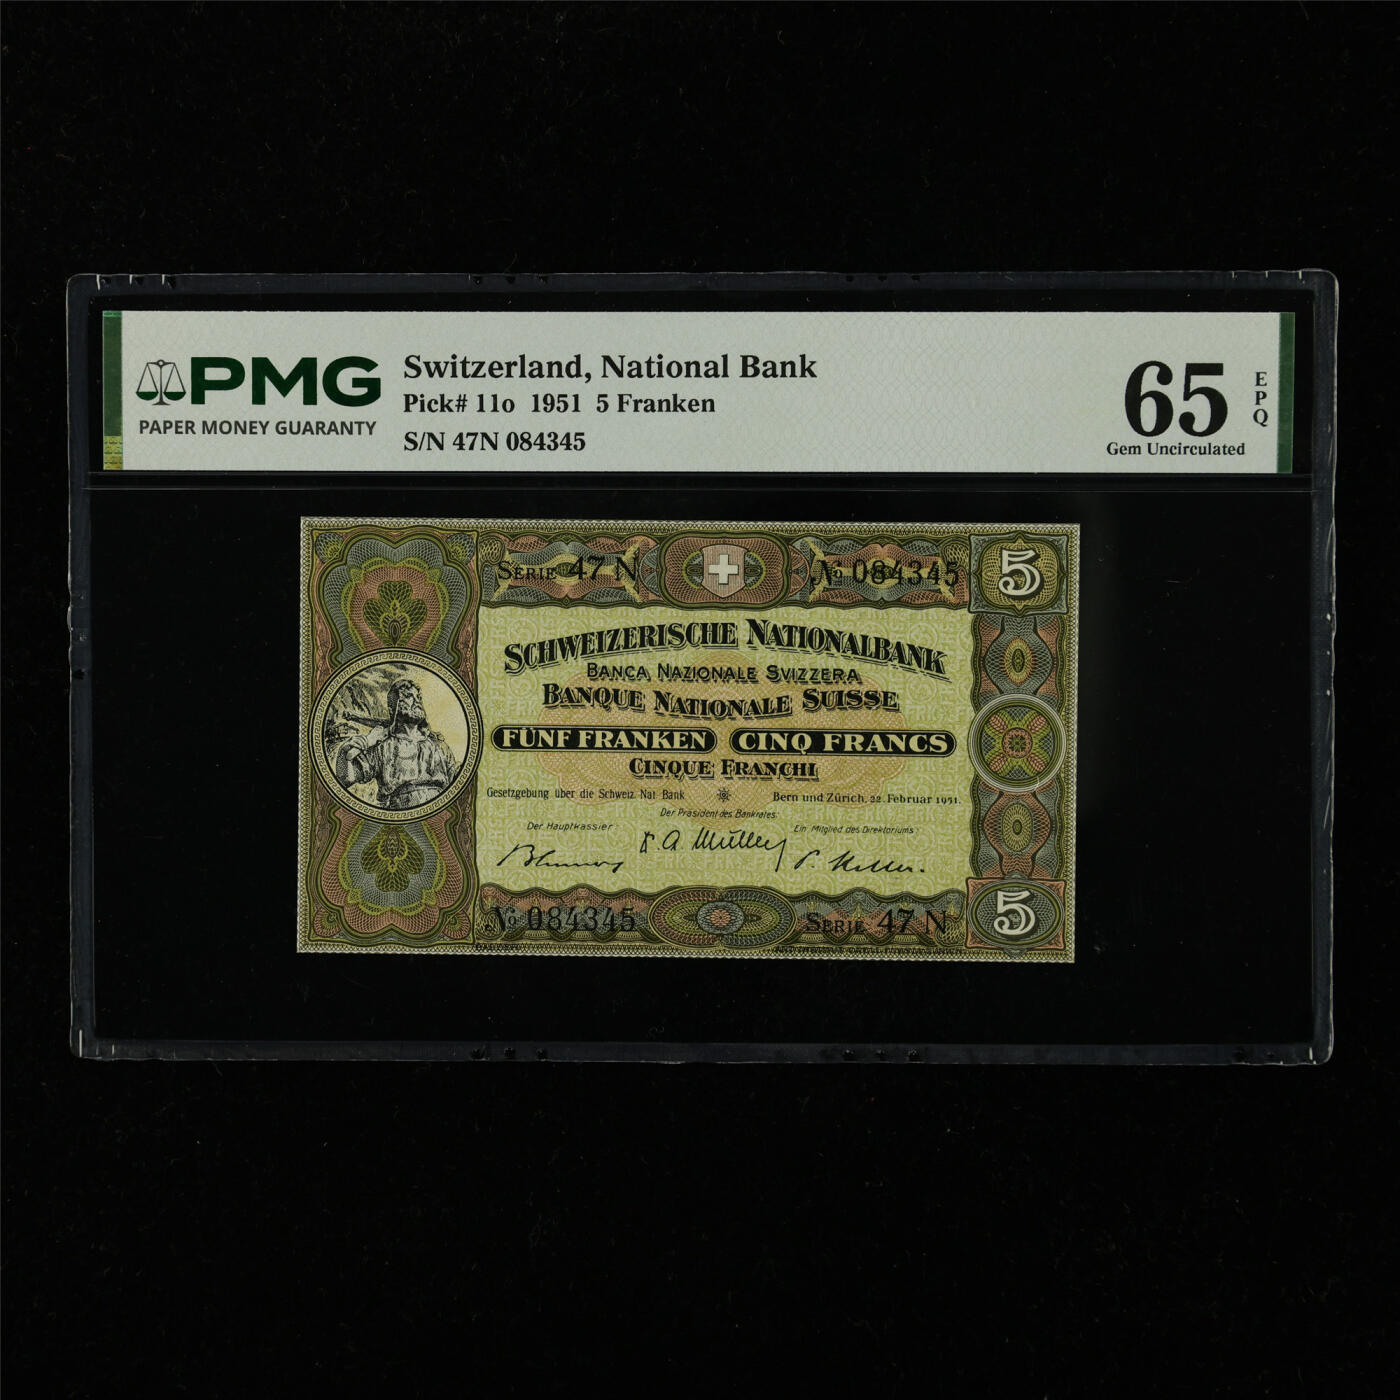 PMG
PAPER MONEY GUARANTY
Switzerland, National Bank
Pick# 11o 1951 5 Franken
S/N 47N 084345
65
EPQ
Gem Uncirculated
SERIE 47 N
№ 084345
5
SCHWEIZERISCHE NATIONALBANK
BANCA NAZIONALE SVIZZERA
BANQUE NATIONALE SUISSE
FÜNF FRANKEN CINQ FRANCS
CINQUE FRANCHI
Gesetzgebung über die Schweiz. Nat Bank
Bern und Zürich, 22. Februar 1951.
Der Präsident des Bankrates:
Der Hauptkassier:
Ein Mitglied des Direktoriums:
№ 084345
SERIE 47 N
5